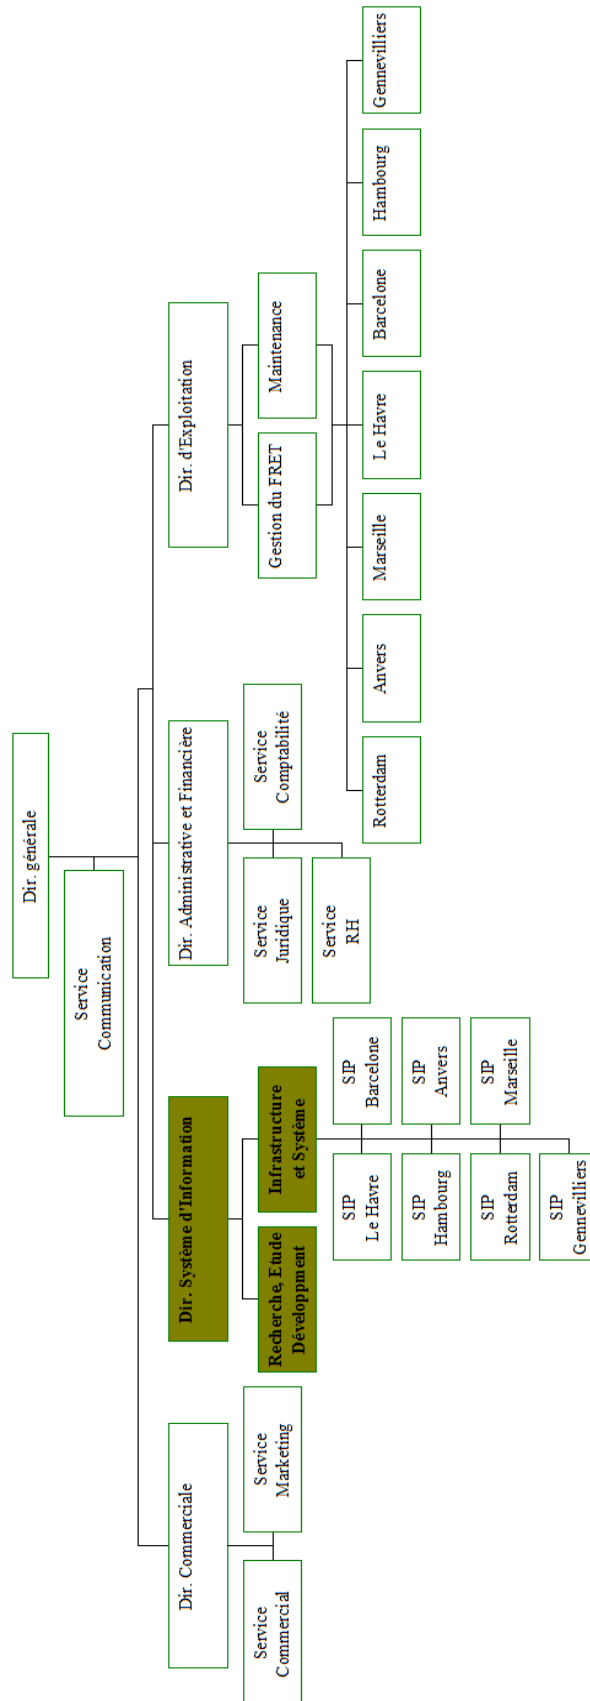 Dir. générale
Service
Communication
Dir. Commerciale
Dir. Système d'Information
Dir. Administrative et Financière
Dir. d'Exploitation
Service
Commercial
Service
Marketing
Recherche, Etude
Développment
Infrastructure
et Système
SIP
Le Havre
SIP
Barcelone
SIP
Hambourg
SIP
Anvers
SIP
Rotterdam
SIP
Marseille
SIP
Gennevilliers
Service
Juridique
Service
Comptabilité
Service
RH
Gestion du FRET
Maintenance
Rotterdam
Anvers
Marseille
Le Havre
Barcelone
Hambourg
Gennevilliers